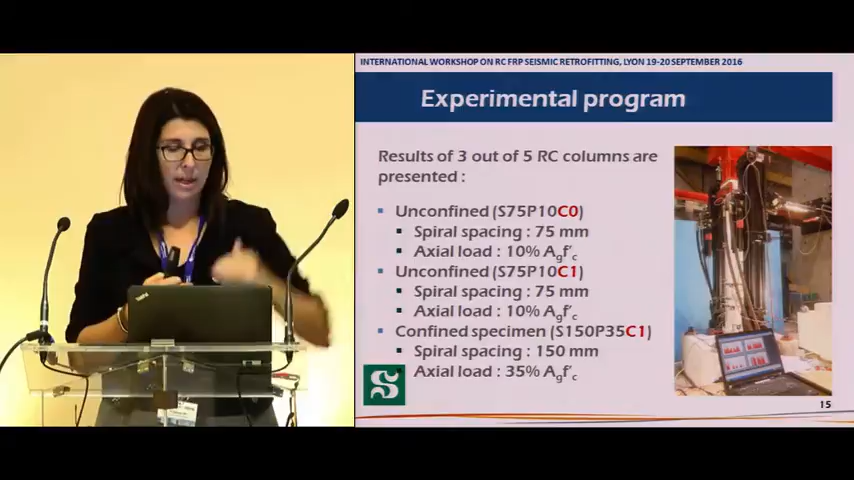 INTERNATIONAL WORKSHOP ON RC FRP SEISMIC RETROFITTING, LYON 19-20 SEPTEMBER 2016
Experimental program
Results of 3 out of 5 RC columns are
presented :
Unconfined (S75P10C0)
Spiral spacing : 75 mm
Axial load : 10% Agf'c
Unconfined (S75P10C1)
Spiral spacing : 75 mm
Axial load : 10% Agf'c
Confined specimen (S150P35C1)
Spiral spacing : 150 mm
Axial load : 35% Agf'c
S
15